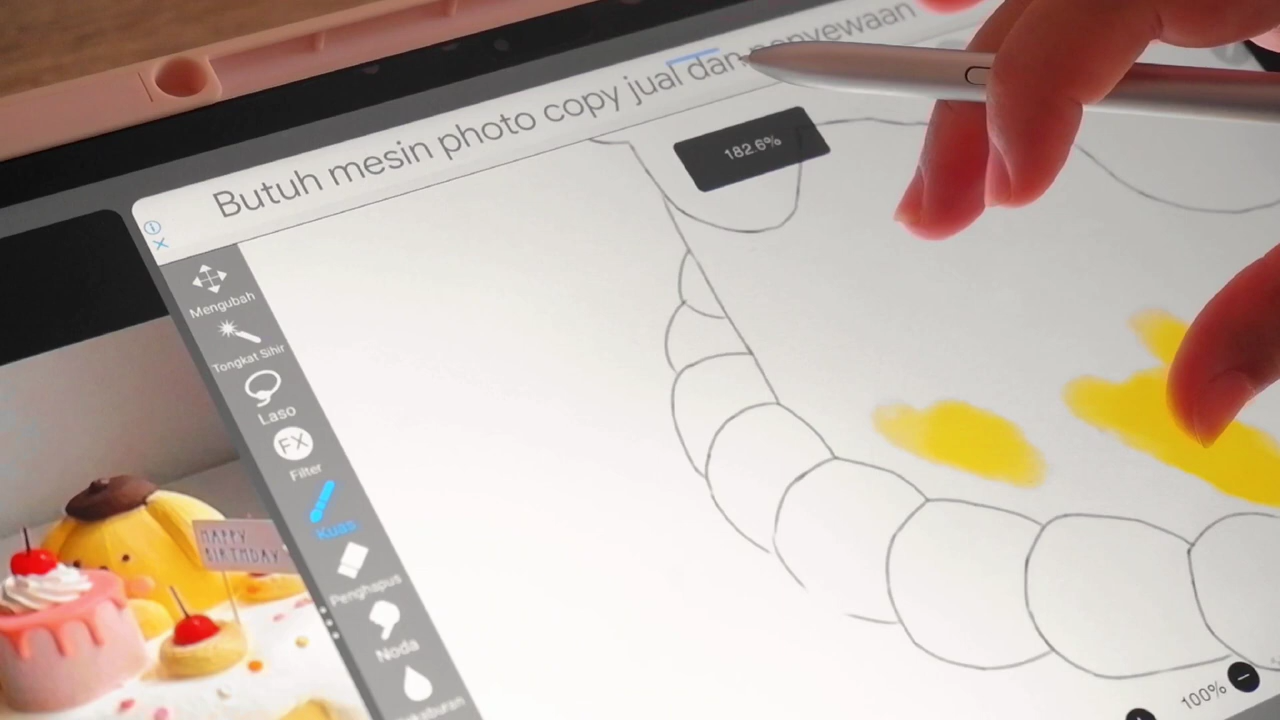 Butuh mesin photo copy jual dan penyewaan
182.6%
Mengubah
Tongkat Sihir
Laso
FX
Filter
Kuas
Penghapus
Noda
HAPPY
BIRTHDAY
100%